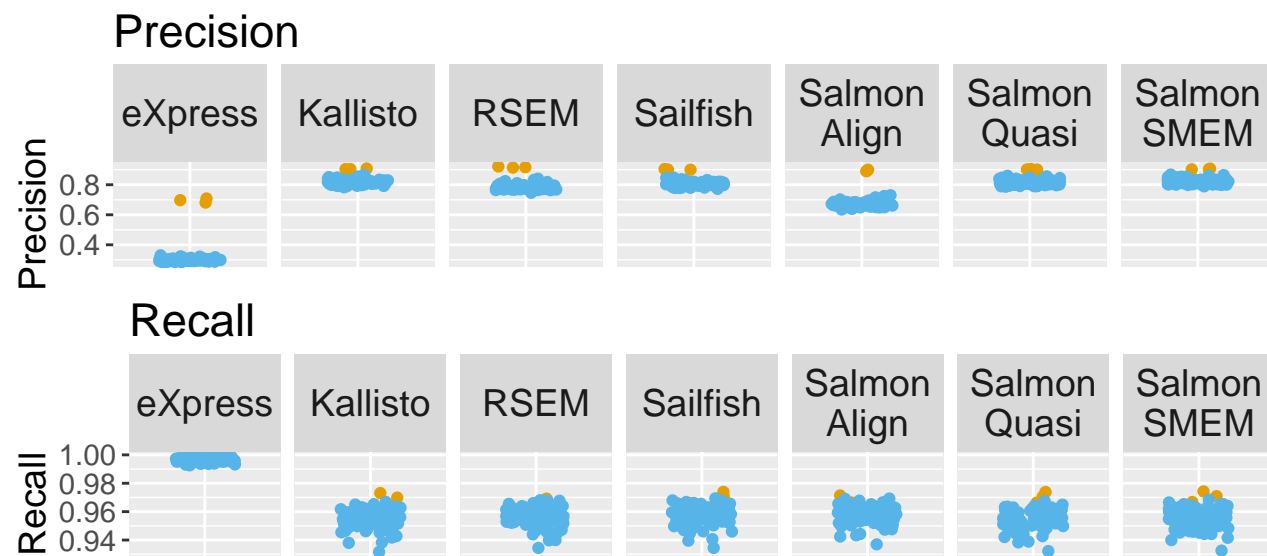 Precision
eXpress Kallisto RSEM Sailfish Salmon Align Salmon Quasi Salmon SMEM
Precision
0.8
0.6
0.4
Recall
eXpress Kallisto RSEM Sailfish Salmon Align Salmon Quasi Salmon SMEM
Recall
1.00
0.98
0.96
0.94